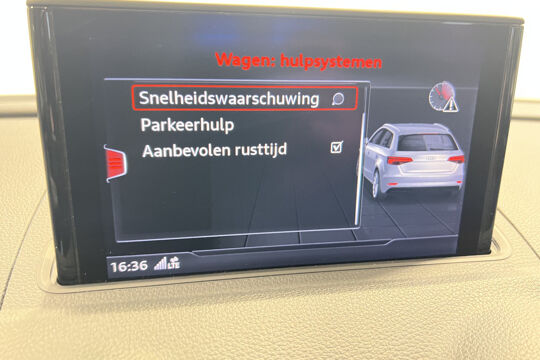 Wagen: hulpsystemen
Snelheidswaarschuwing
Parkeerhulp
Aanbevolen rusttijd
16:36 LTE